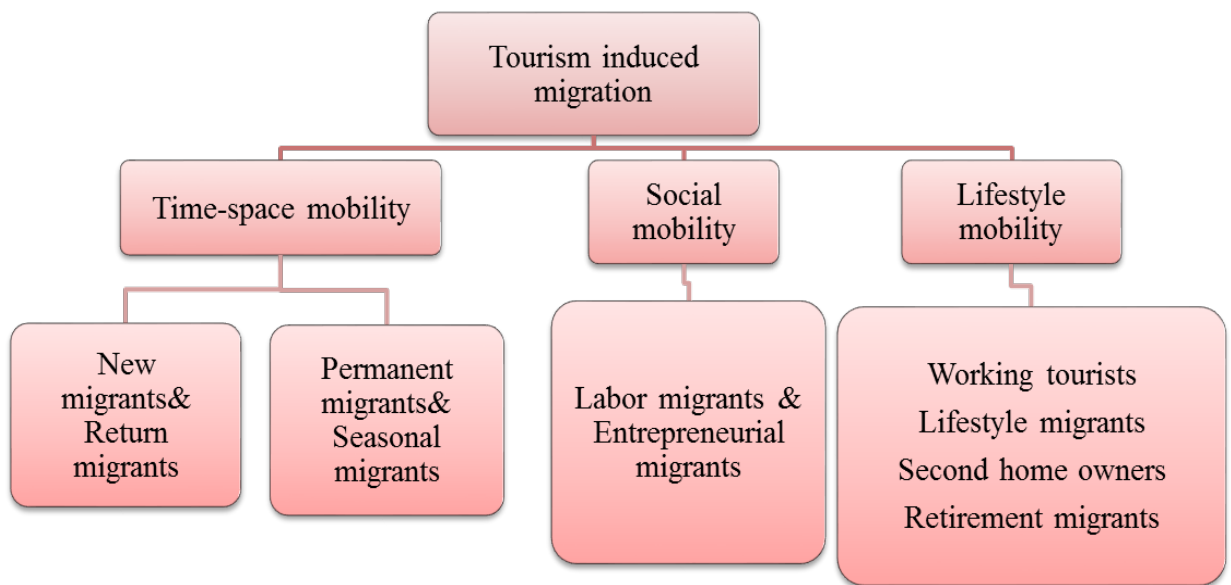 Tourism induced
migration
Time-space mobility
Social
mobility
Lifestyle
mobility
New
migrants&
Return
migrants
Permanent
migrants&
Seasonal
migrants
Labor migrants &
Entrepreneurial
migrants
Working tourists
Lifestyle migrants
Second home owners
Retirement migrants